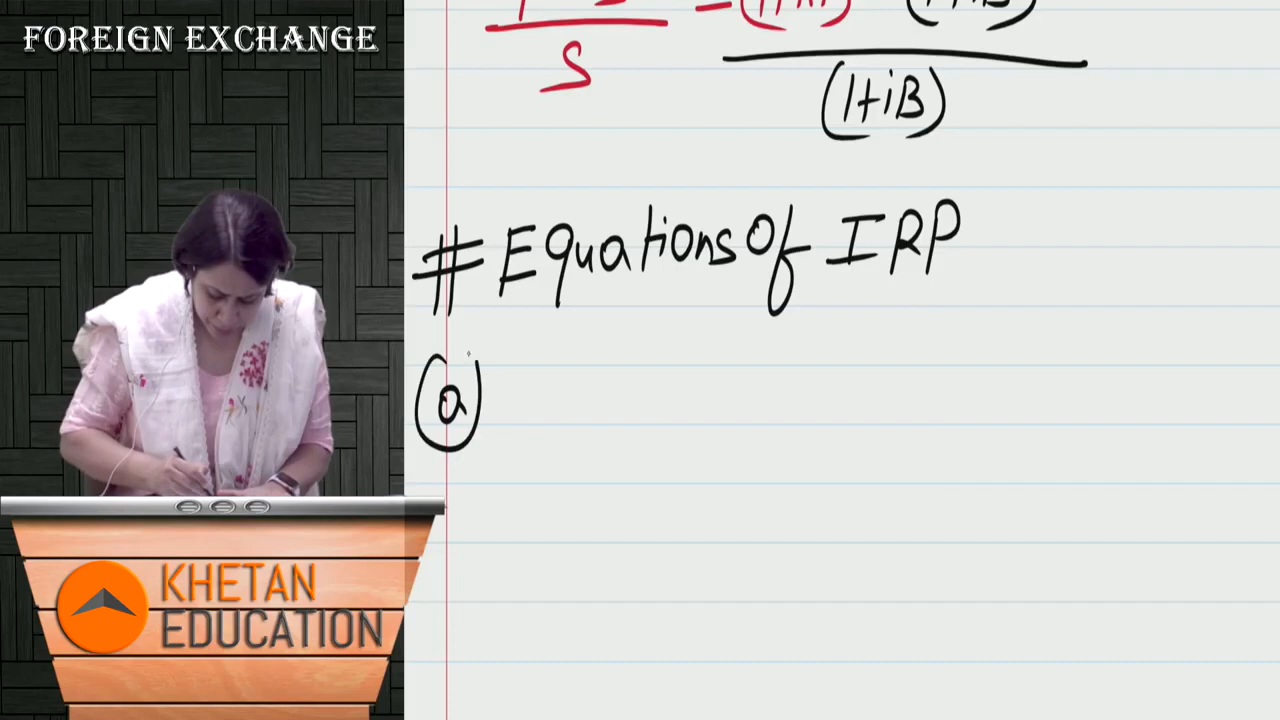 FOREIGN EXCHANGE
S
(1+iB)
# Equations of IRP
(a)
KHETAN
EDUCATION